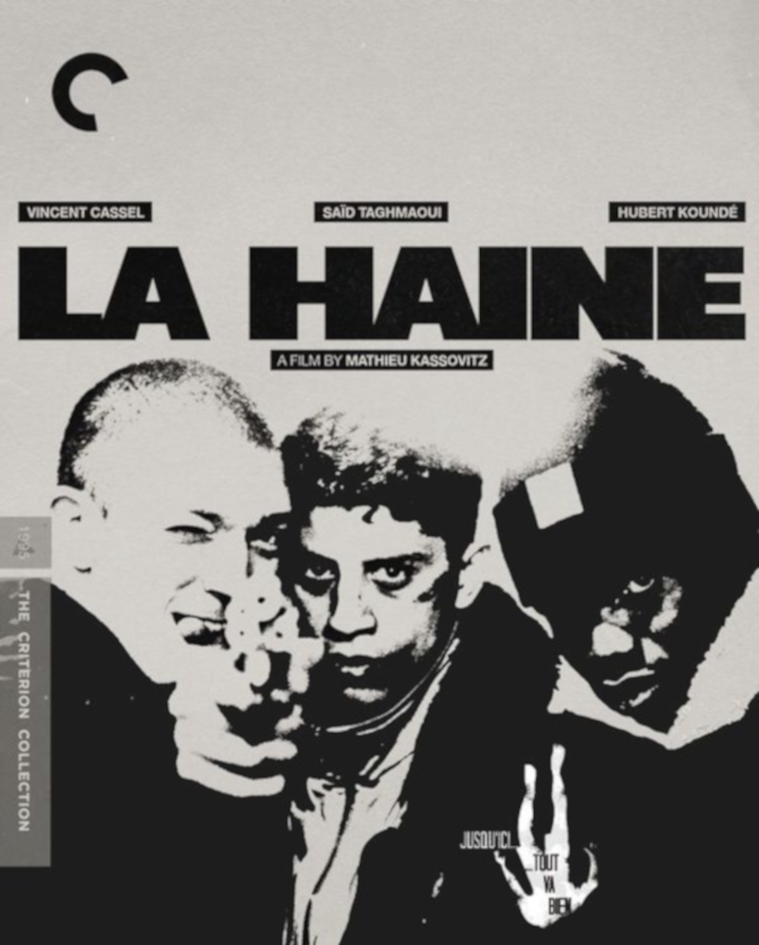 VINCENT CASSEL
SAÏD TAGHMAOUI
HUBERT KOUNDÉ
LA HAINE
A FILM BY MATHIEU KASSOVITZ
1995
THE CRITERION COLLECTION
JUSQU'ICI...
...TOUT
VA
BIEN